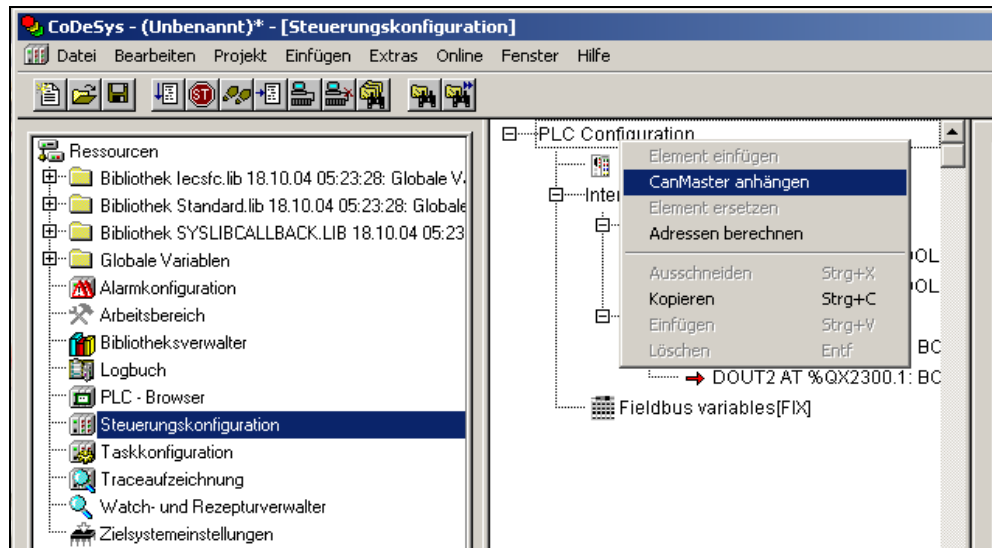 CoDeSys - (Unbenannt)* - [Steuerungskonfiguration]
Datei Bearbeiten Projekt Einfügen Extras Online Fenster Hilfe
Ressourcen
Bibliothek Iecsfc.lib 18.10.04 05:23:28: Globale V.
Bibliothek Standard.lib 18.10.04 05:23:28: Globale
Bibliothek SYSLIBCALLBACK.LIB 18.10.04 05:23
Globale Variablen
Alarmkonfiguration
Arbeitsbereich
Bibliotheksverwalter
Logbuch
PLC - Browser
Steuerungskonfiguration
Taskkonfiguration
Traceaufzeichnung
Watch- und Rezepturverwalter
Zielsystemeinstellungen
PLC Configuration
Inter
OOL
OOL
BC
DOUT2 AT %QX2300.1: BC
Fieldbus variables[FIX]
Element einfügen
CanMaster anhängen
Element ersetzen
Adressen berechnen
Ausschneiden Strg+X
Kopieren Strg+C
Einfügen Strg+V
Löschen Entf